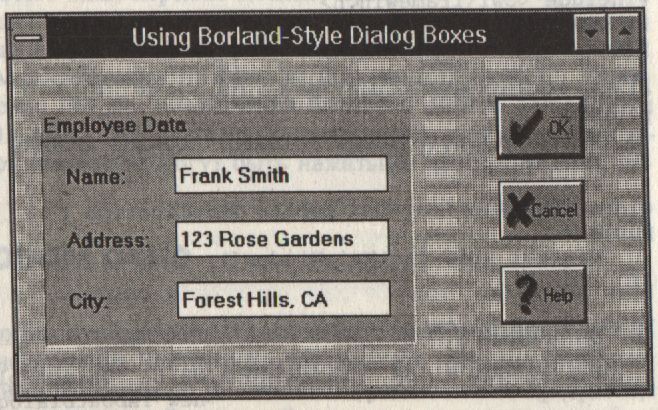 Using Borland-Style Dialog Boxes
Employee Data
Name: Frank Smith
Address: 123 Rose Gardens
City: Forest Hills, CA
OK
Cancel
Help